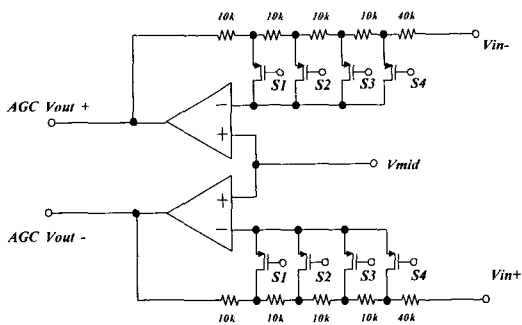 10k 10k 10k 10k 40k
Vin-
S1 S2 S3 S4
AGC Vout +
−
+
Vmid
+
−
AGC Vout -
S1 S2 S3 S4
Vin+
10k 10k 10k 10k 40k